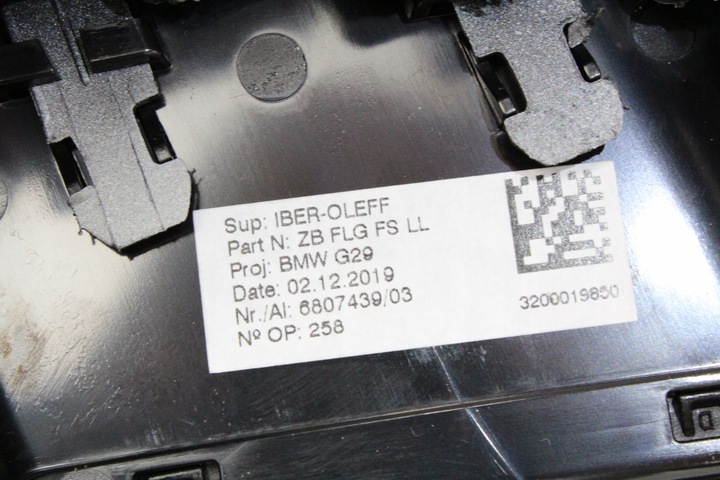 Sup: IBER-OLEFF
Part N: ZB FLG FS LL
Proj: BMW G29
Date: 02.12.2019
Nr./AI: 6807439/03
Nº OP: 258
3200019850
D